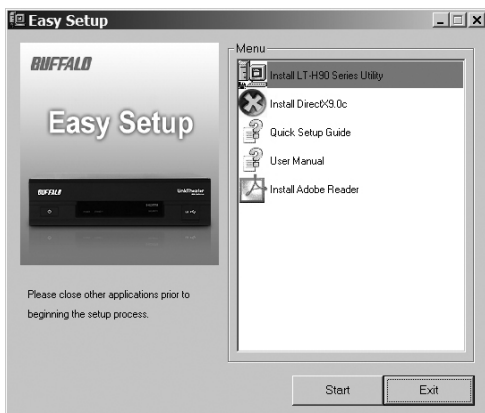 Easy Setup
BUFFALO
Easy Setup
BUFFALO
LinkTheater
HDMI
Please close other applications prior to
beginning the setup process.
Menu
Install LT-H90 Series Utility
Install DirectX9.0c
Quick Setup Guide
User Manual
Install Adobe Reader
Start
Exit